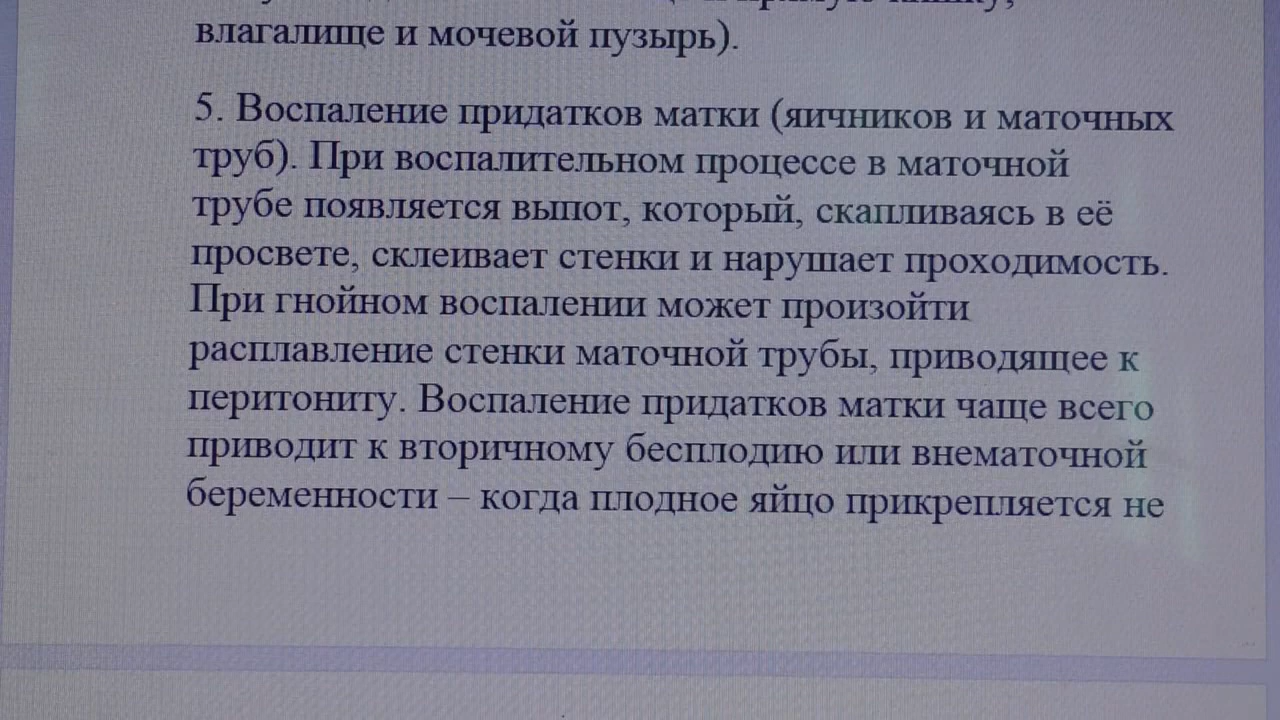 влагалище и мочевой пузырь).
5. Воспаление придатков матки (яичников и маточных
труб). При воспалительном процессе в маточной
трубе появляется выпот, который, скапливаясь в её
просвете, склеивает стенки и нарушает проходимость.
При гнойном воспалении может произойти
расплавление стенки маточной трубы, приводящее к
перитониту. Воспаление придатков матки чаще всего
приводит к вторичному бесплодию или внематочной
беременности – когда плодное яйцо прикрепляется не